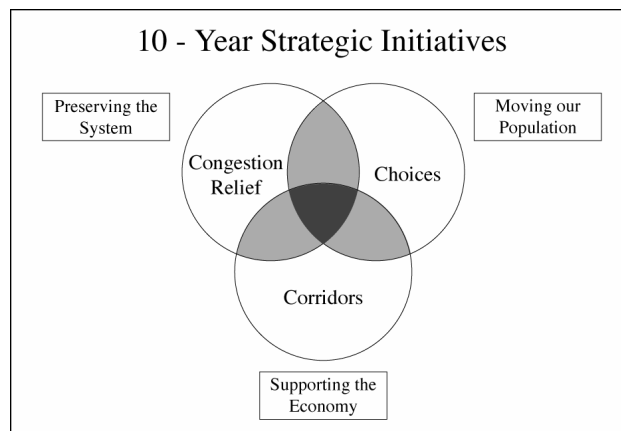 10 - Year Strategic Initiatives
Preserving the
System
Moving our
Population
Congestion
Relief
Choices
Corridors
Supporting the
Economy